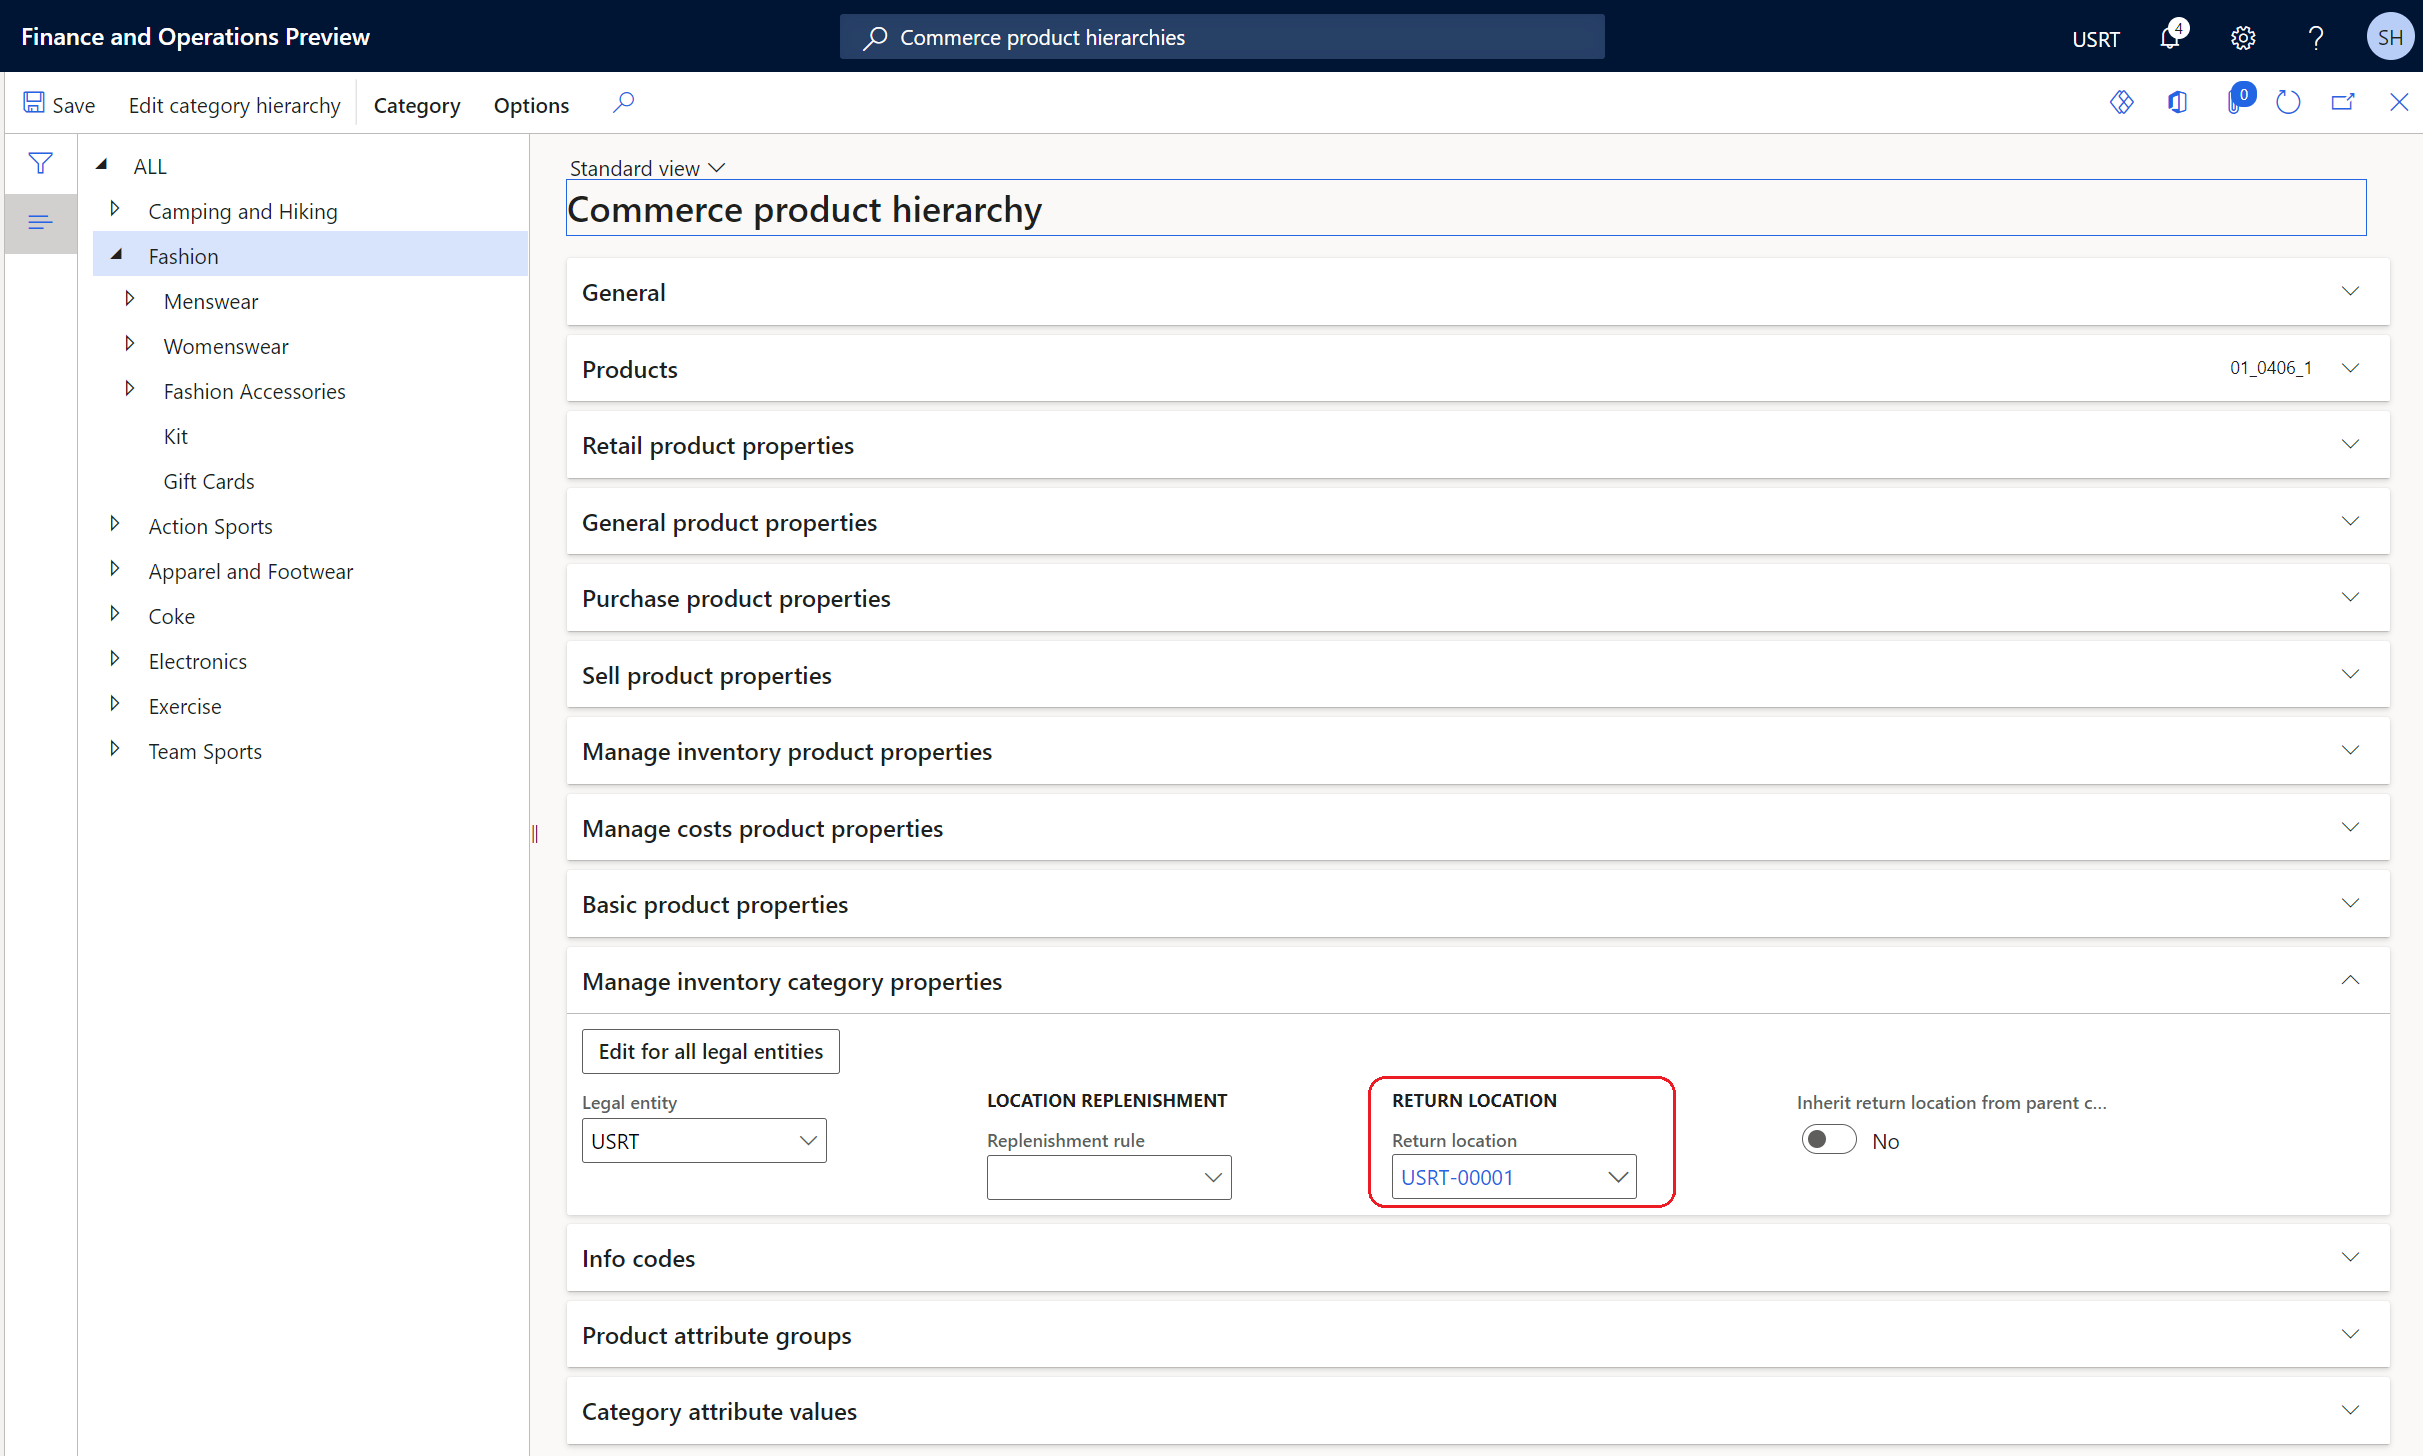 Finance and Operations Preview
Commerce product hierarchies
USRT
4
?
SH
Save
Edit category hierarchy
Category
Options
0
ALL
Camping and Hiking
Fashion
Menswear
Womenswear
Fashion Accessories
Kit
Gift Cards
Action Sports
Apparel and Footwear
Coke
Electronics
Exercise
Team Sports
Standard view
Commerce product hierarchy
General
Products
01_0406_1
Retail product properties
General product properties
Purchase product properties
Sell product properties
Manage inventory product properties
Manage costs product properties
Basic product properties
Manage inventory category properties
Edit for all legal entities
Legal entity
USRT
LOCATION REPLENISHMENT
Replenishment rule
RETURN LOCATION
Return location
USRT-00001
Inherit return location from parent c...
No
Info codes
Product attribute groups
Category attribute values